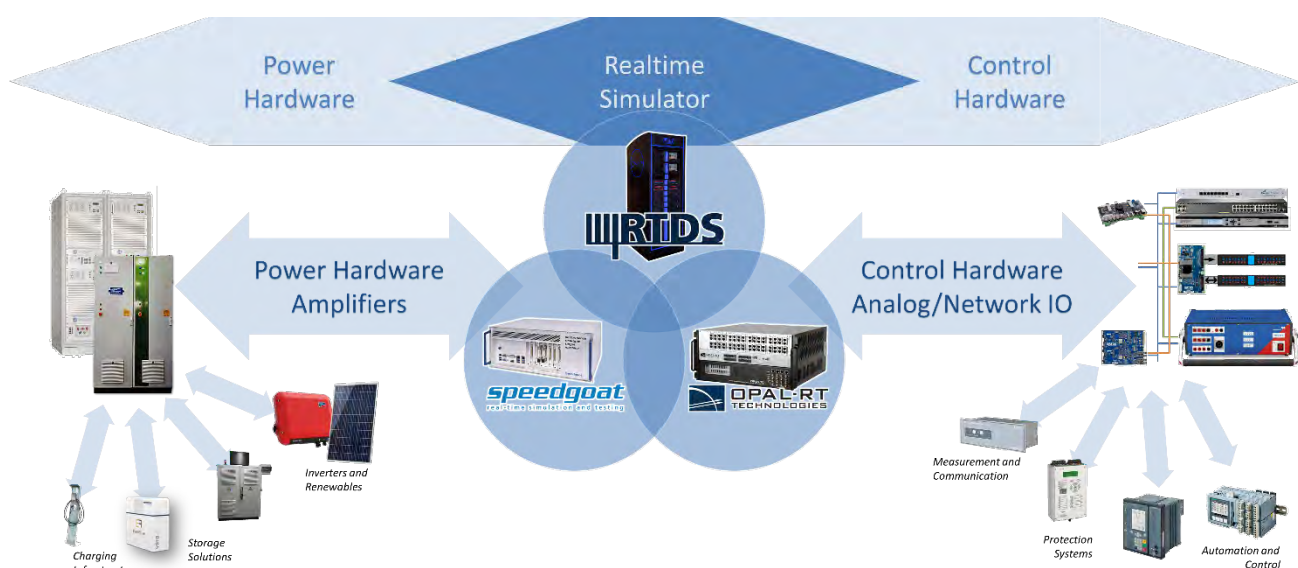 Power
Hardware
Realtime
Simulator
Control
Hardware
RTDS
Power Hardware
Amplifiers
Control Hardware
Analog/Network IO
speedgoat
real-time simulation and testing
OPAL-RT
TECHNOLOGIES
Inverters and
Renewables
Storage
Solutions
Charging
Measurement and
Communication
Protection
Systems
Automation and
Control